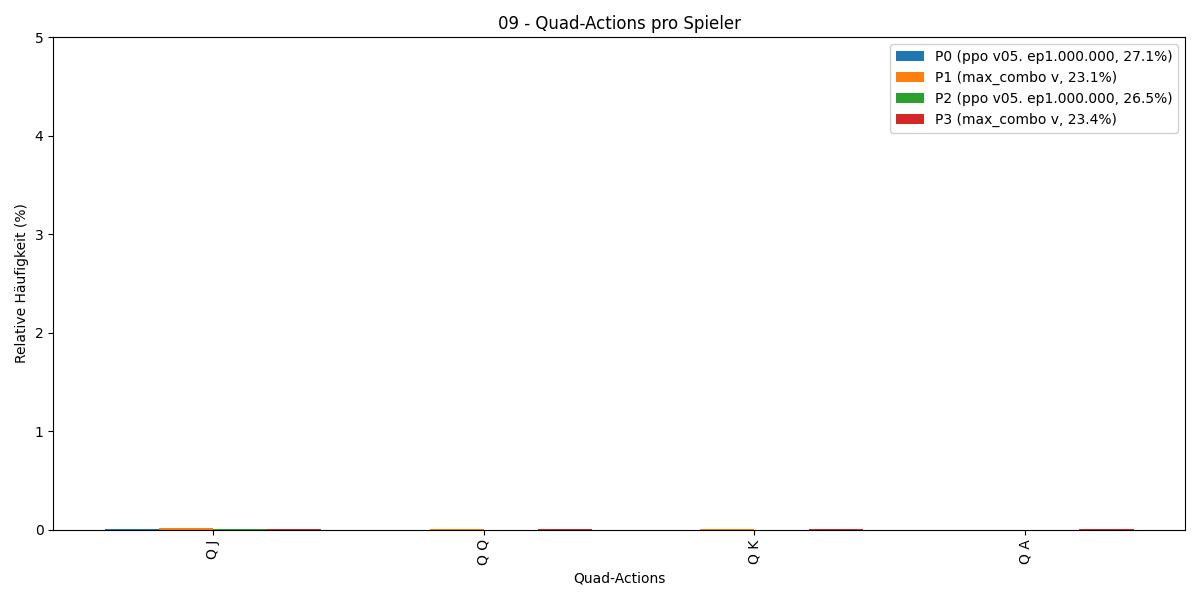 09 - Quad-Actions pro Spieler
P0 (ppo v05. ep1.000.000, 27.1%)
P1 (max_combo v, 23.1%)
P2 (ppo v05. ep1.000.000, 26.5%)
P3 (max_combo v, 23.4%)
Relative Häufigkeit (%)
5
4
3
2
1
0
Q J
Q Q
Q K
Q A
Quad-Actions